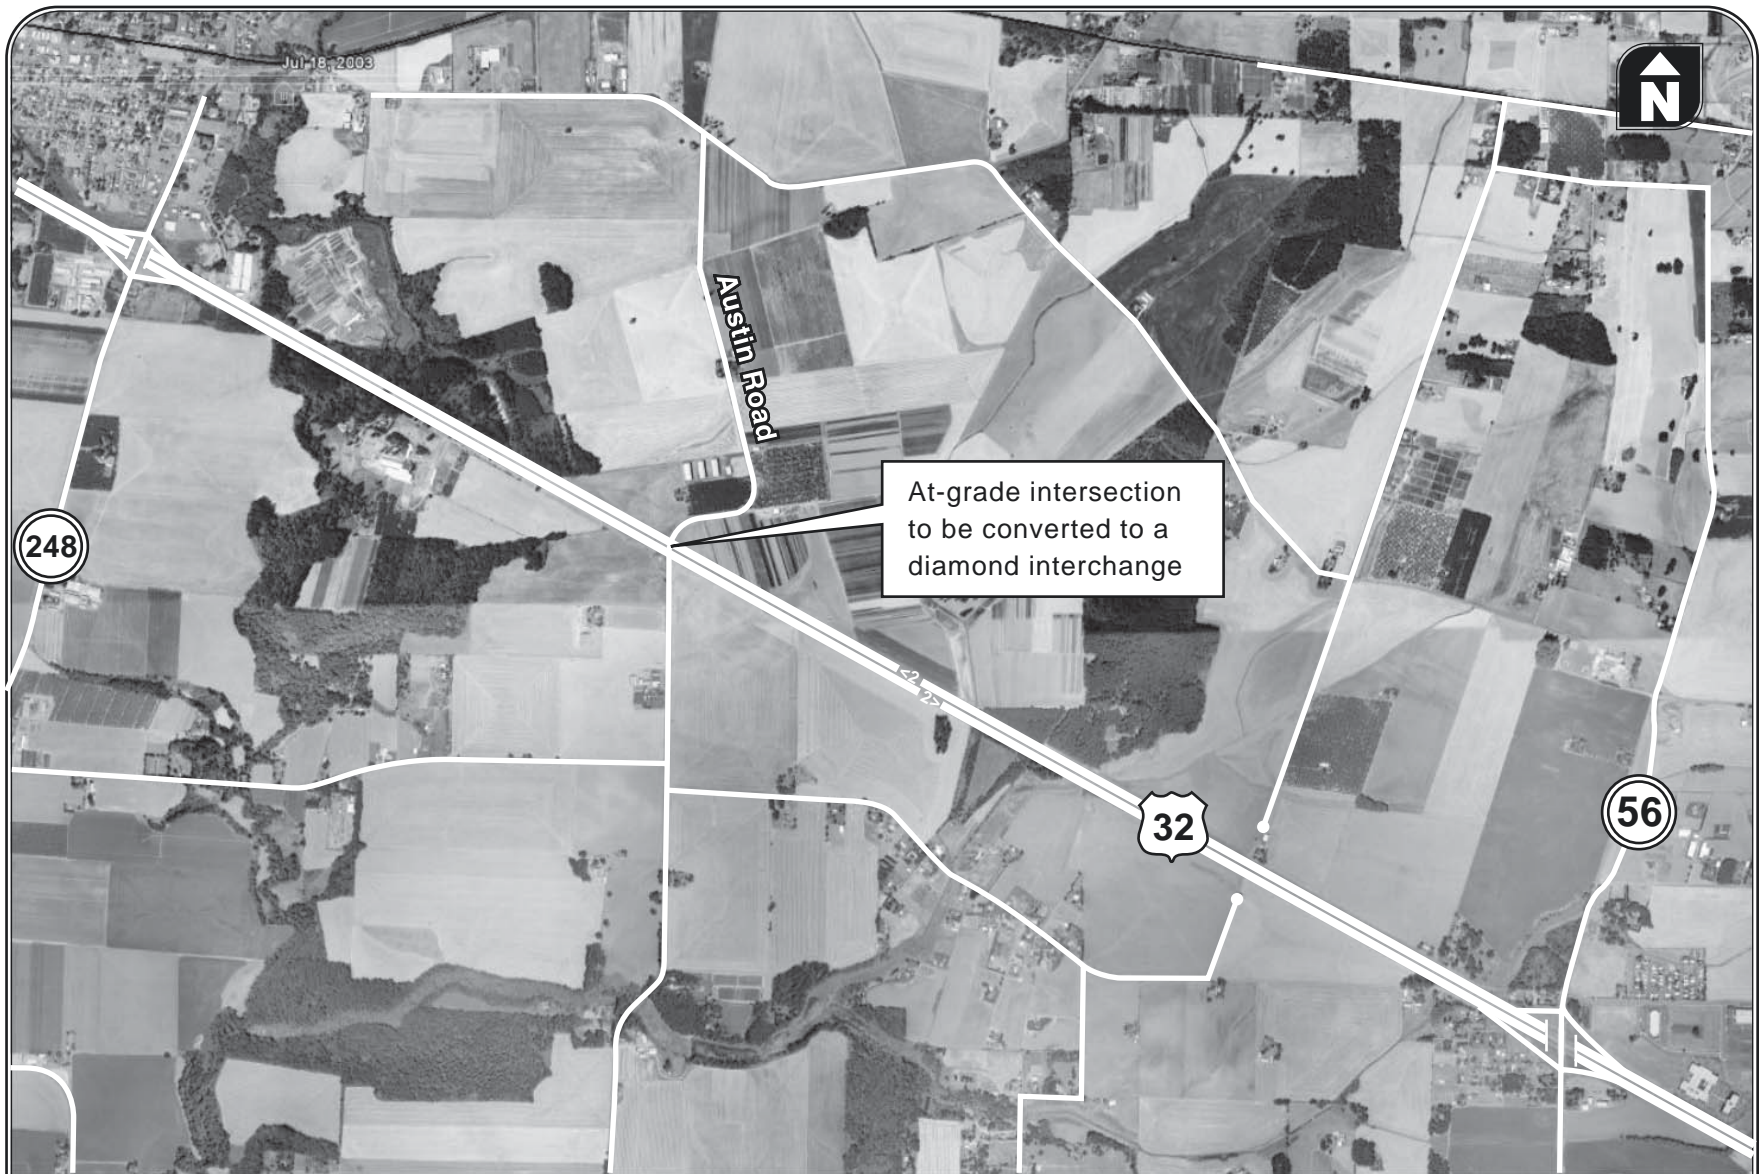 Jul 18, 2003
N
Austin Road
At-grade intersection
to be converted to a
diamond interchange
248
<2
2>
32
56